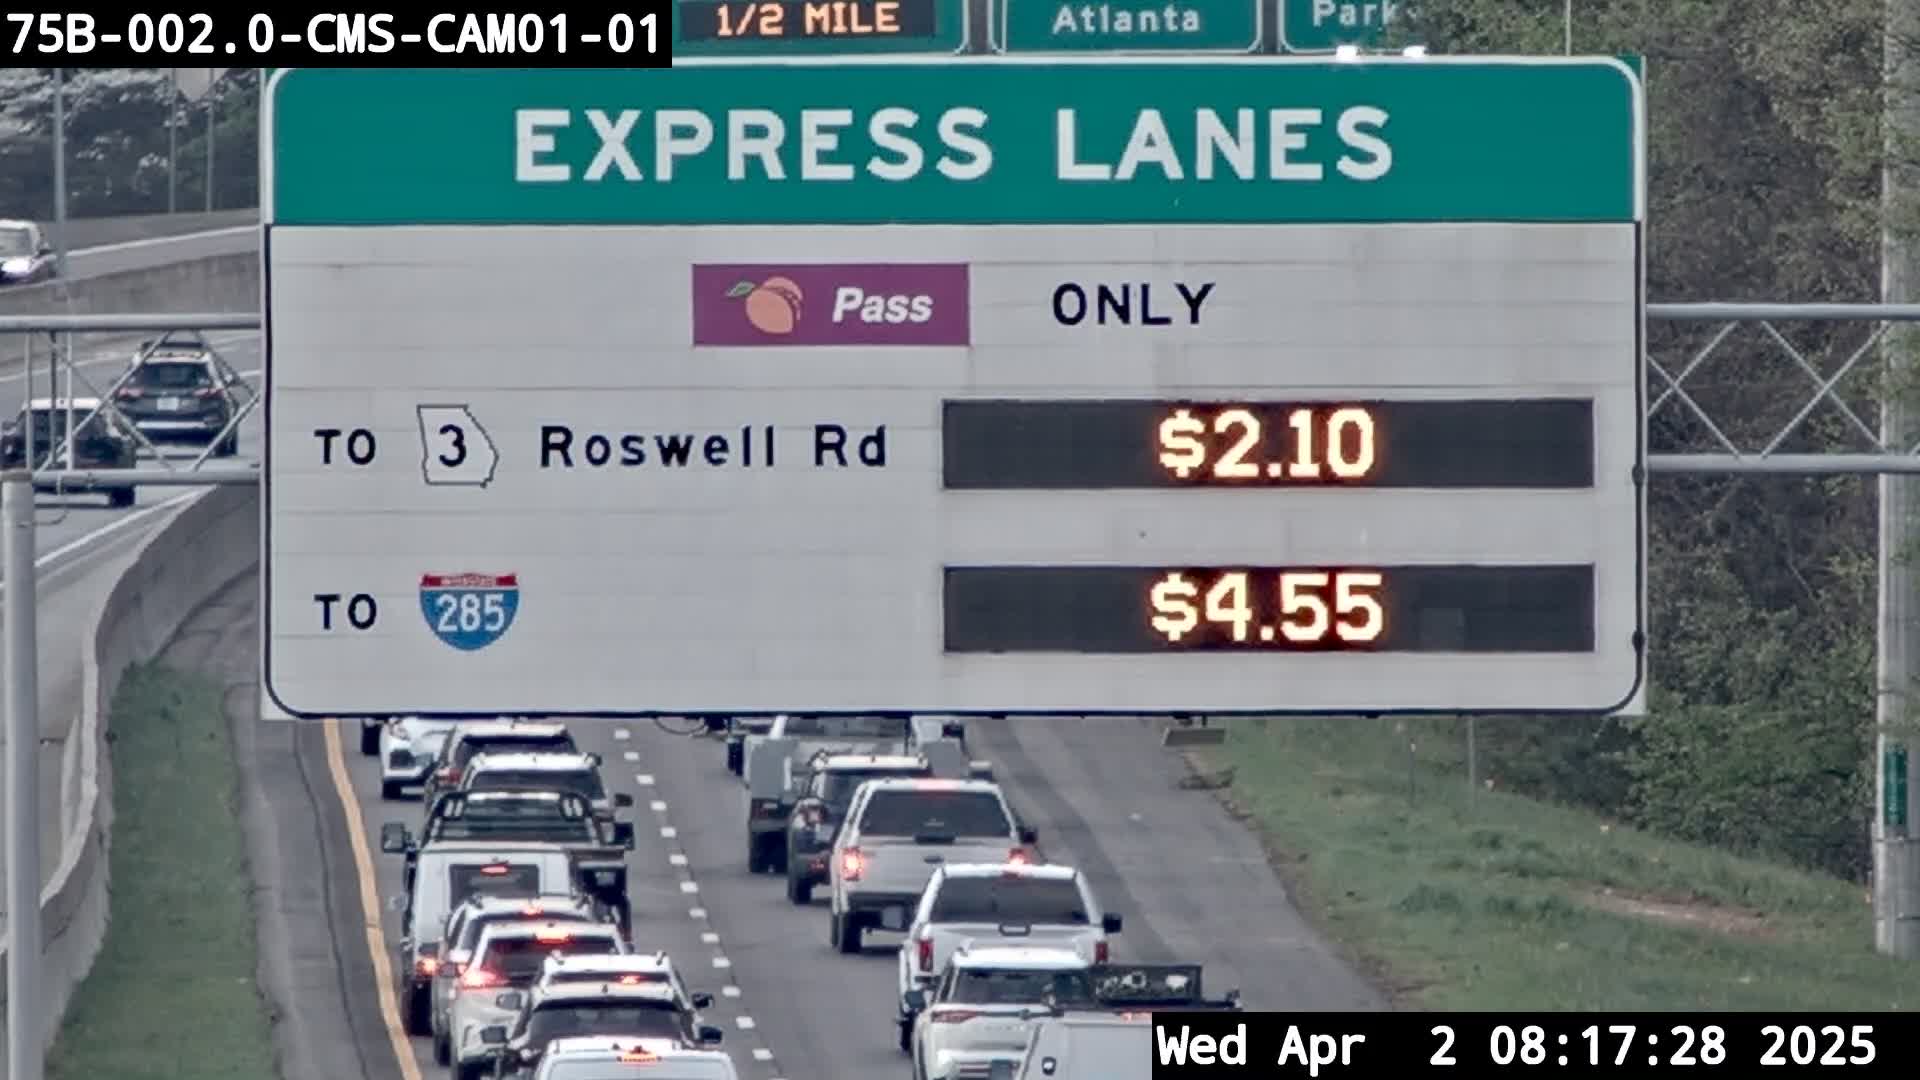 75B-002.0-CMS-CAM01-01
1/2 MILE
Atlanta
Park
EXPRESS LANES
Pass ONLY
TO 3 Roswell Rd $2.10
TO 285 $4.55
Wed Apr 2 08:17:28 2025